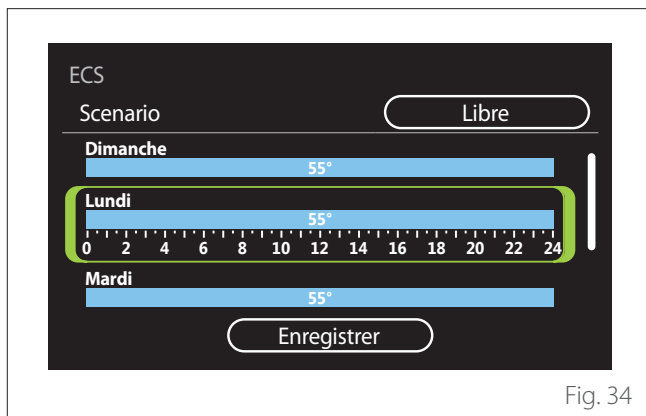 ECS
Scenario Libre
Dimanche
55°
Lundi
55°
0 2 4 6 8 10 12 14 16 18 20 22 24
Mardi
55°
Enregistrer
Fig. 34